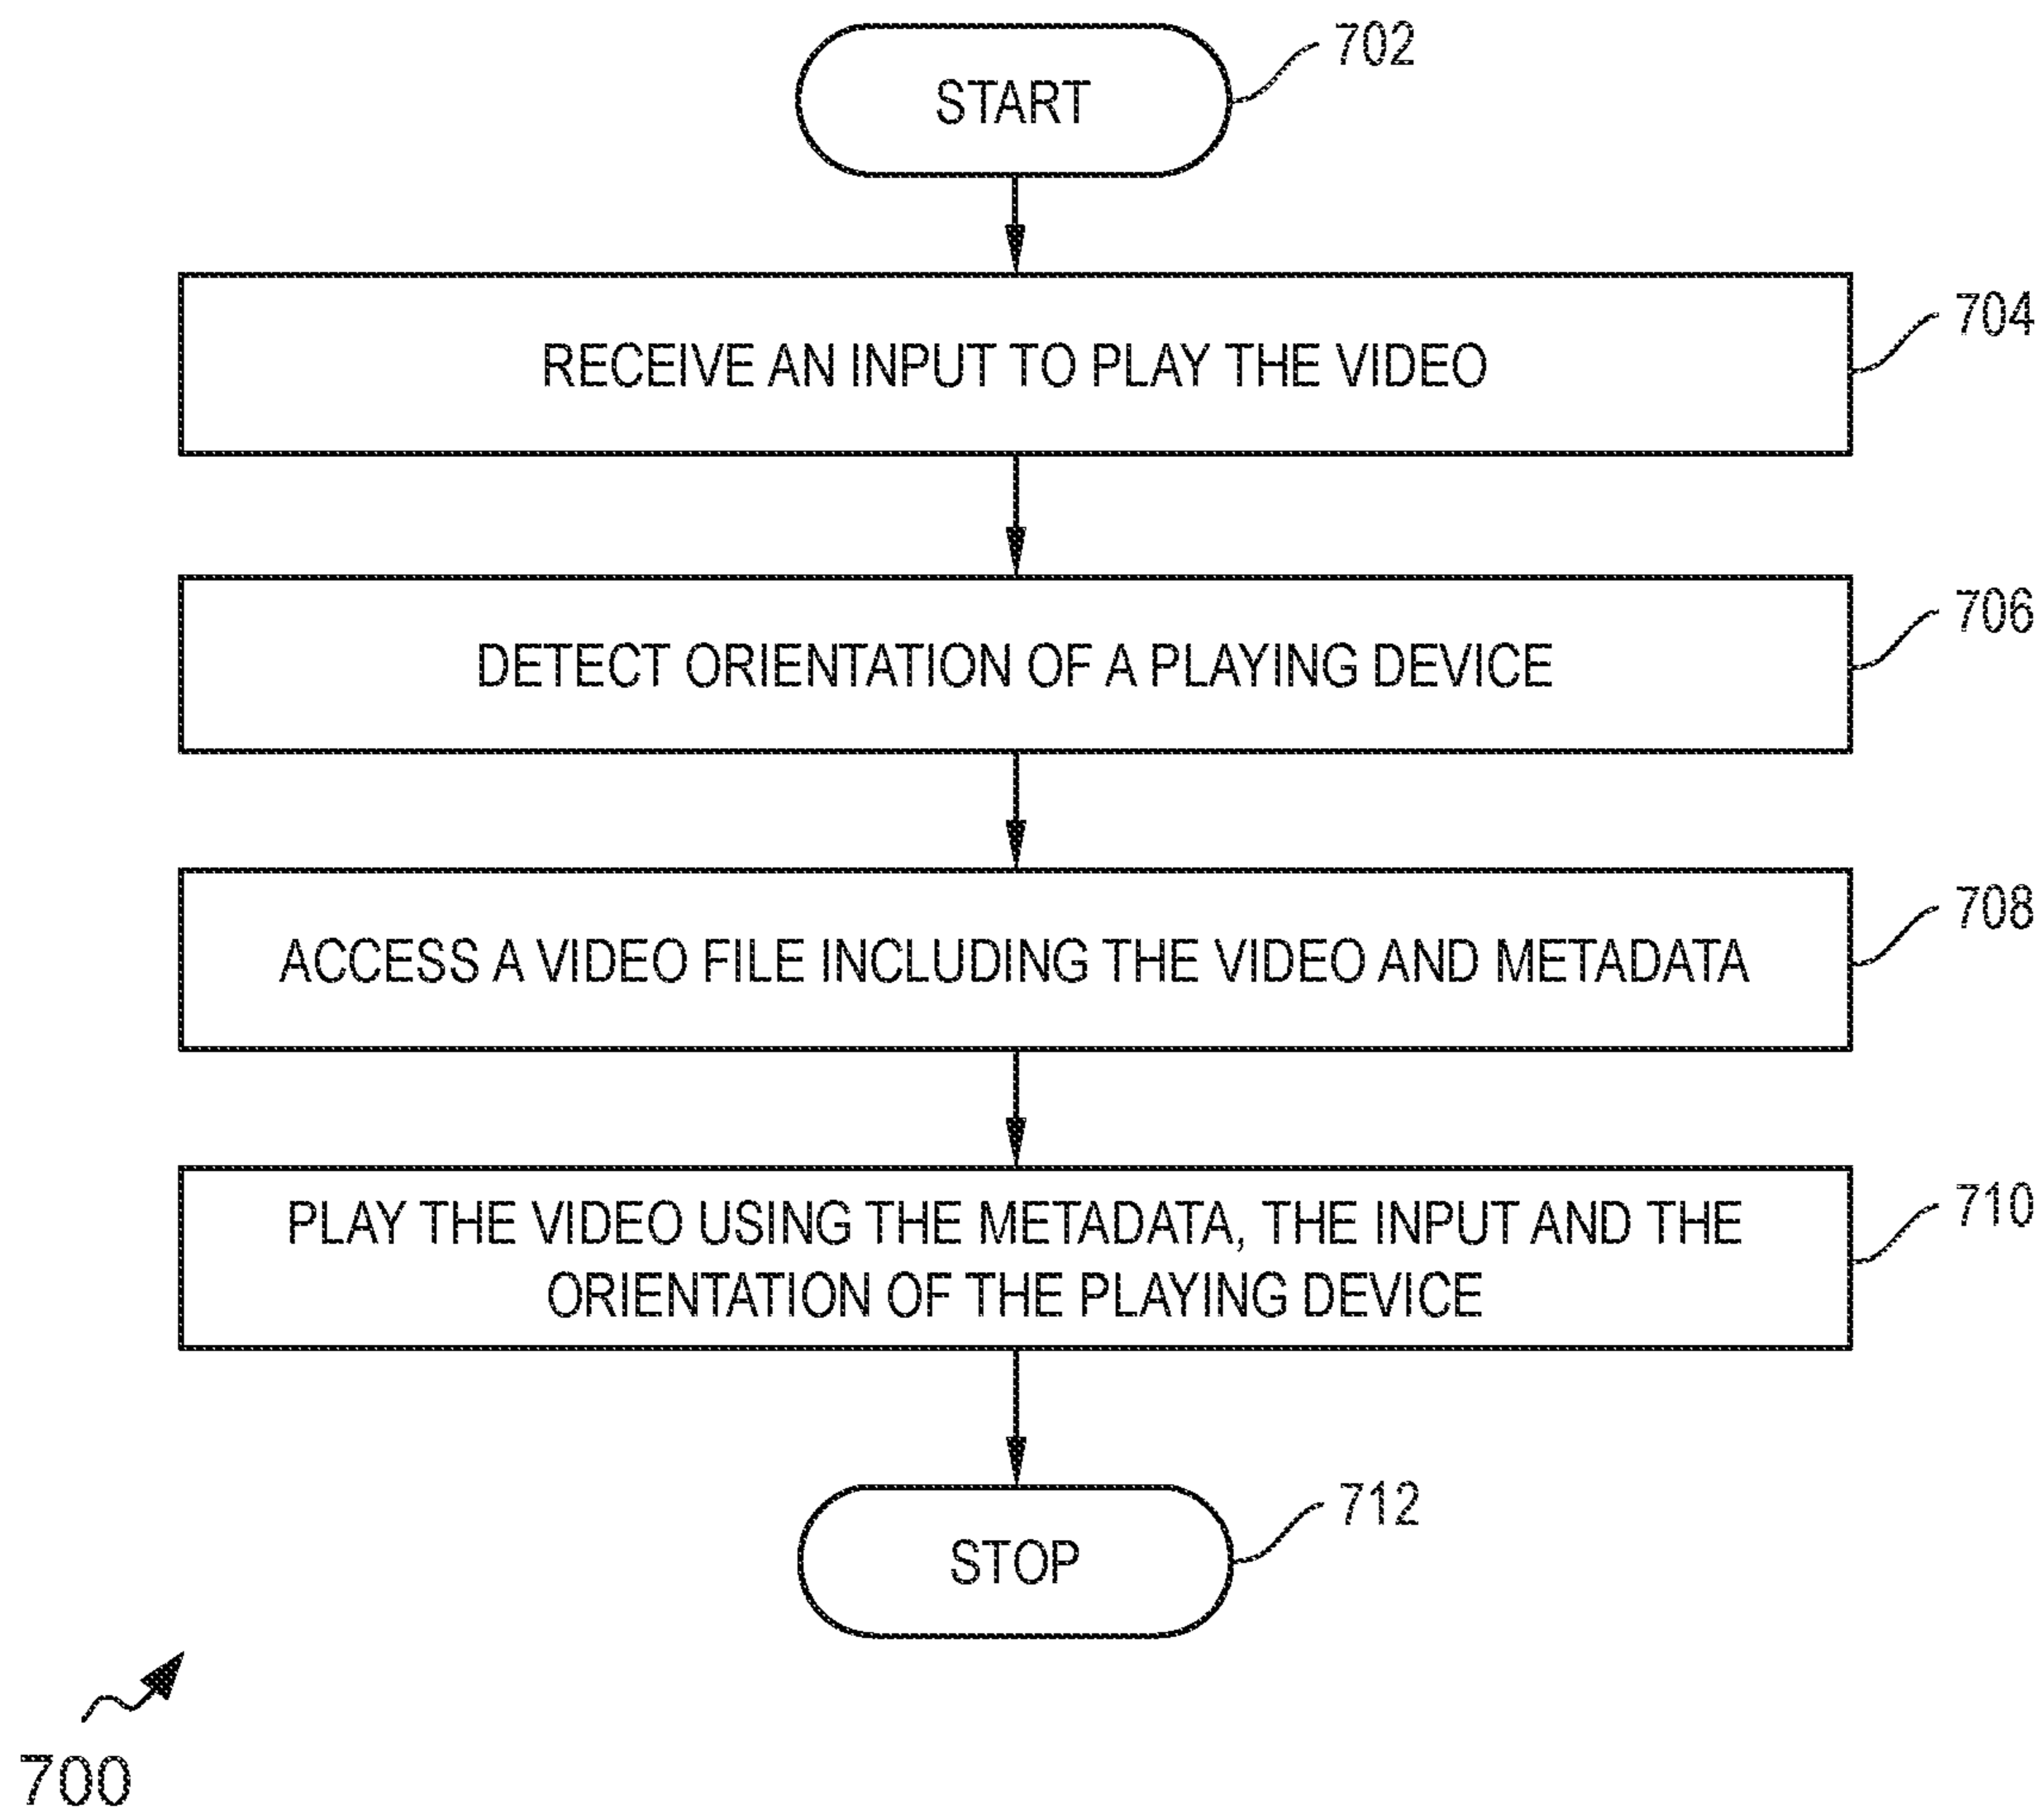 START
702
RECEIVE AN INPUT TO PLAY THE VIDEO
704
DETECT ORIENTATION OF A PLAYING DEVICE
706
ACCESS A VIDEO FILE INCLUDING THE VIDEO AND METADATA
708
PLAY THE VIDEO USING THE METADATA, THE INPUT AND THE
ORIENTATION OF THE PLAYING DEVICE
710
STOP
712
700